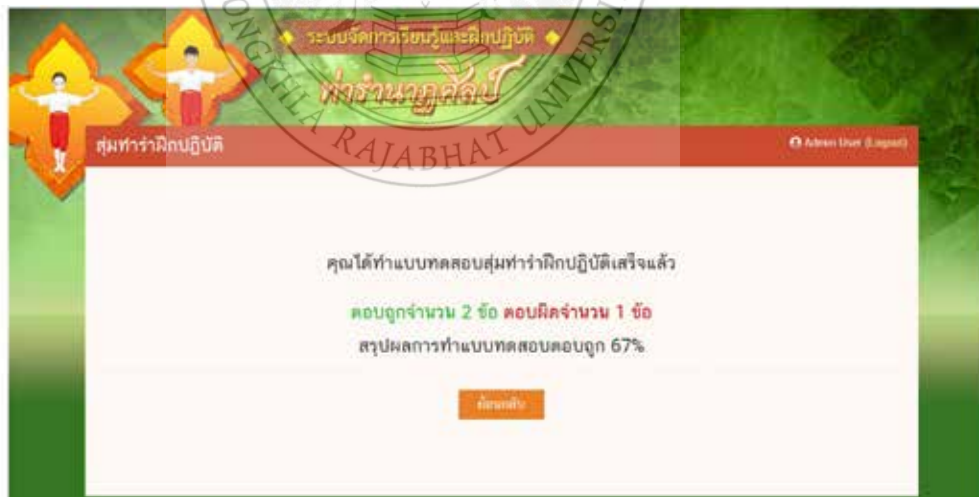 ระบบจัดการเรียนรู้และฝึกปฏิบัติ
ท่ารำนาฏศิลป์
สุ่มท่ารำฝึกปฏิบัติ
Admin User (Logout)
RAJABHAT UNIVERS
คุณได้ทำแบบทดสอบสุ่มท่ารำฝึกปฏิบัติเสร็จแล้ว
ตอบถูกจำนวน 2 ข้อ ตอบผิดจำนวน 1 ข้อ
สรุปผลการทำแบบทดสอบตอบถูก 67%
ย้อนกลับ